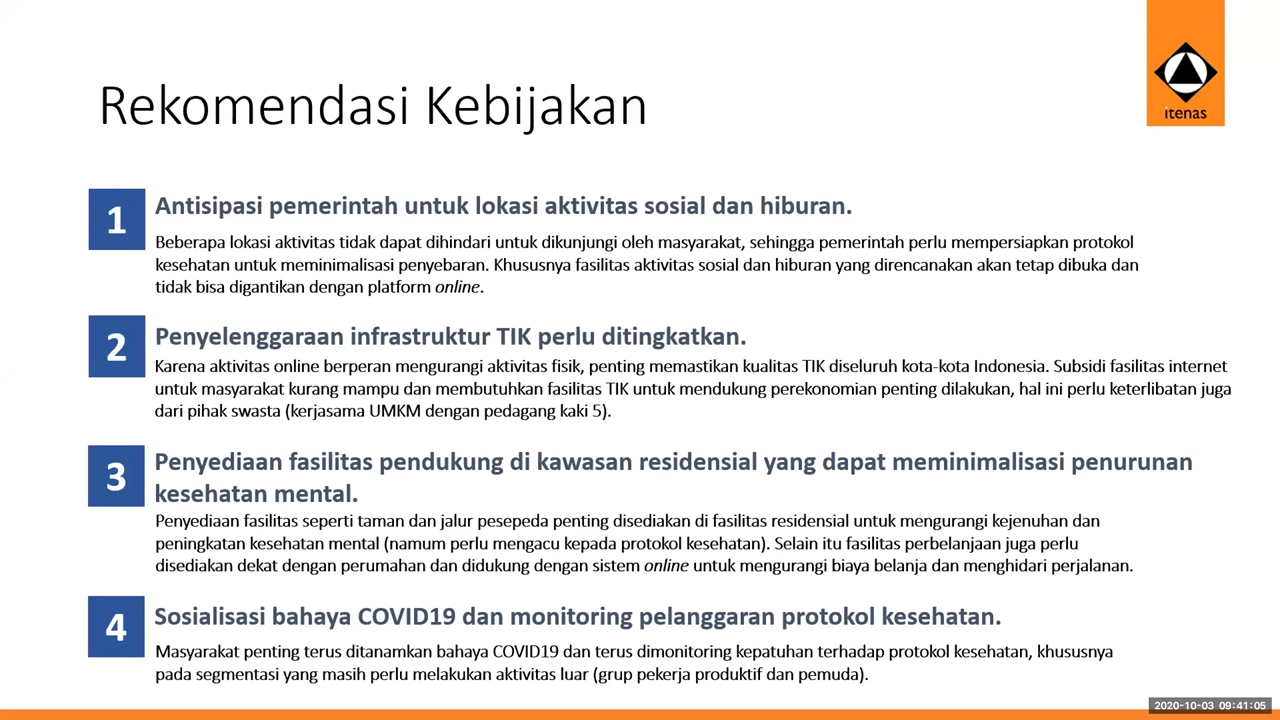 Rekomendasi Kebijakan
itenas
1
Antisipasi pemerintah untuk lokasi aktivitas sosial dan hiburan.
Beberapa lokasi aktivitas tidak dapat dihindari untuk dikunjungi oleh masyarakat, sehingga pemerintah perlu mempersiapkan protokol
kesehatan untuk meminimalisasi penyebaran. Khususnya fasilitas aktivitas sosial dan hiburan yang direncanakan akan tetap dibuka dan
tidak bisa digantikan dengan platform online.
2
Penyelenggaraan infrastruktur TIK perlu ditingkatkan.
Karena aktivitas online berperan mengurangi aktivitas fisik, penting memastikan kualitas TIK diseluruh kota-kota Indonesia. Subsidi fasilitas internet
untuk masyarakat kurang mampu dan membutuhkan fasilitas TIK untuk mendukung perekonomian penting dilakukan, hal ini perlu keterlibatan juga
dari pihak swasta (kerjasama UMKM dengan pedagang kaki 5).
3
Penyediaan fasilitas pendukung di kawasan residensial yang dapat meminimalisasi penurunan
kesehatan mental.
Penyediaan fasilitas seperti taman dan jalur pesepeda penting disediakan di fasilitas residensial untuk mengurangi kejenuhan dan
peningkatan kesehatan mental (namum perlu mengacu kepada protokol kesehatan). Selain itu fasilitas perbelanjaan juga perlu
disediakan dekat dengan perumahan dan didukung dengan sistem online untuk mengurangi biaya belanja dan menghidari perjalanan.
4
Sosialisasi bahaya COVID19 dan monitoring pelanggaran protokol kesehatan.
Masyarakat penting terus ditanamkan bahaya COVID19 dan terus dimonitoring kepatuhan terhadap protokol kesehatan, khususnya
pada segmentasi yang masih perlu melakukan aktivitas luar (grup pekerja produktif dan pemuda).
2020-10-03 09:41:05